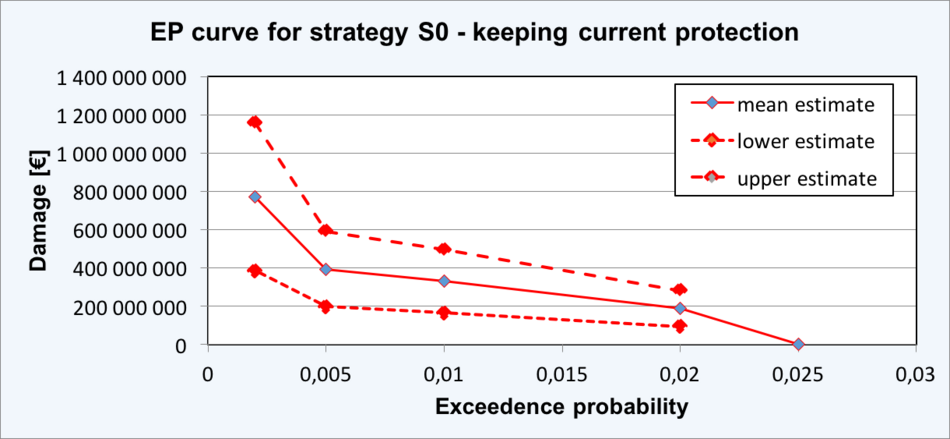 EP curve for strategy S0 - keeping current protection
1 400 000 000
1 200 000 000
1 000 000 000
800 000 000
600 000 000
400 000 000
200 000 000
0
Damage [€]
mean estimate
lower estimate
upper estimate
0 0,005 0,01 0,015 0,02 0,025 0,03
Exceedence probability